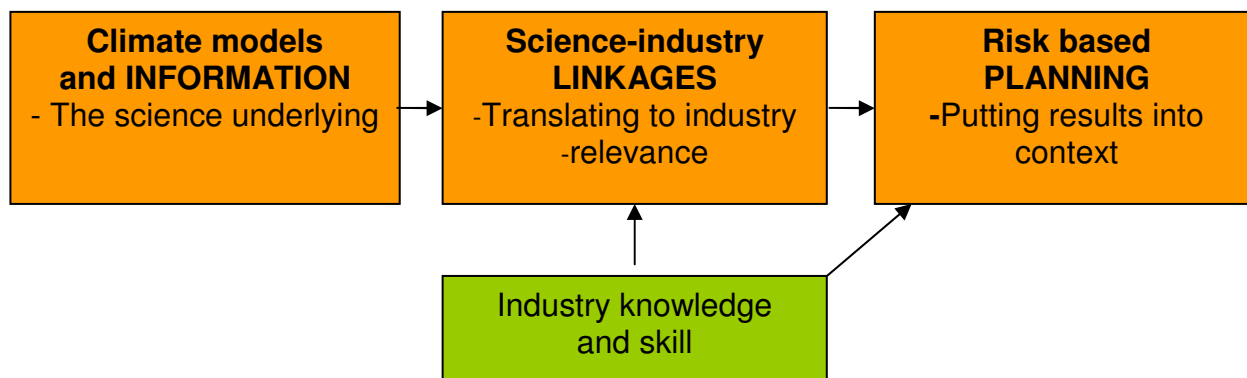 Climate models
and INFORMATION
- The science underlying
Science-industry
LINKAGES
-Translating to industry
-relevance
Risk based
PLANNING
-Putting results into
context
Industry knowledge
and skill